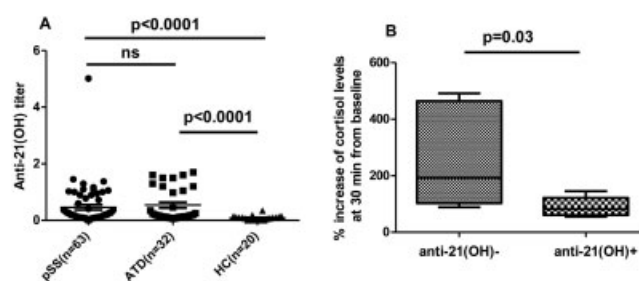 A
p<0.0001
ns
p<0.0001
Anti-21(OH) titer
6
4
2
0
pSS(n=63)
ATD(n=32)
HC(n=20)
B
p=0.03
% increase of cortisol levels
at 30 min from baseline
600
400
200
0
anti-21(OH)-
anti-21(OH)+